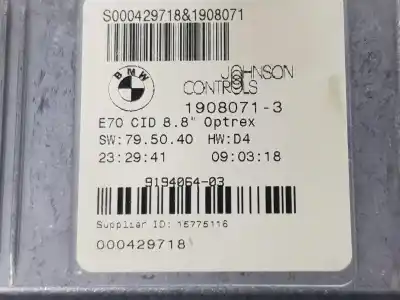 S000429718&1908071
BMW
JOHNSON
CONTROLS
1908071-3
E70 CID 8.8" Optrex
SW:79.50.40 HW:D4
23:29:41 09:03:18
9194064-03
Supplier ID: 15775116
000429718